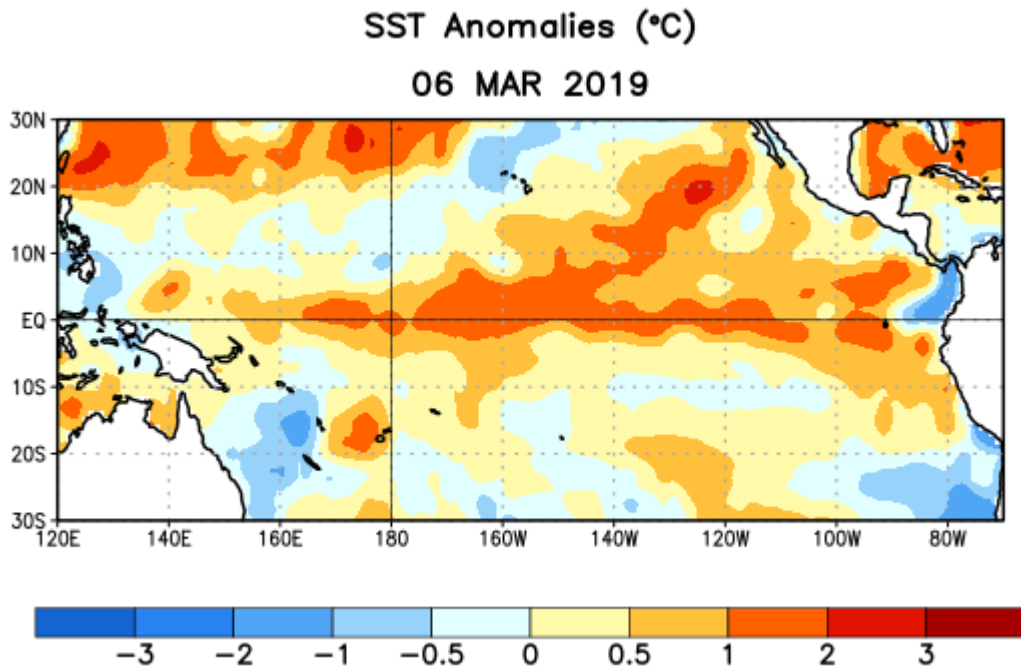 SST Anomalies (°C)
06 MAR 2019
30N
20N
10N
EQ
10S
20S
30S
120E 140E 160E 180 160W 140W 120W 100W 80W
-3 -2 -1 -0.5 0 0.5 1 2 3